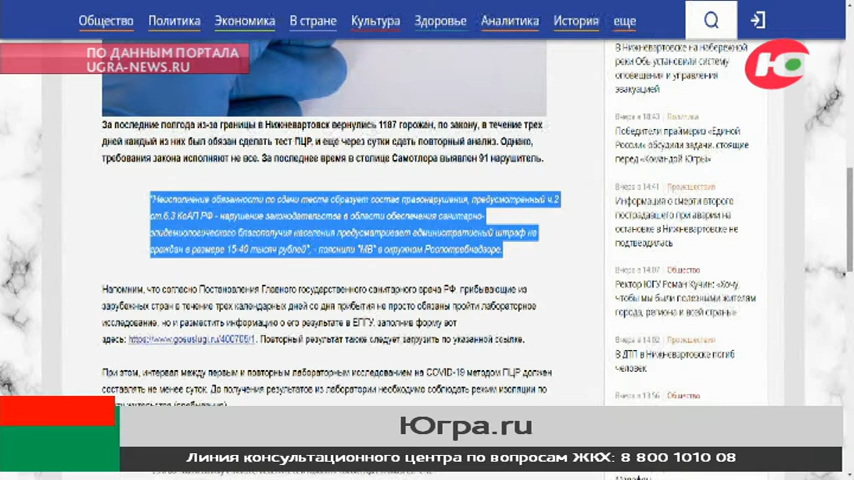 Общество Политика Экономика В стране Культура Здоровье Аналитика История еще
ПО ДАННЫМ ПОРТАЛА
UGRA-NEWS.RU
Ю
За последние полгода из-за границы в Нижневартовск вернулись 1187 горожан, по закону, в течение трех
дней каждый из них был обязан сделать тест ПЦР, и еще через сутки сдать повторный анализ. Однако,
требования закона исполняют не все. За последнее время в столице Самотлора выявлен 91 нарушитель.
"Неисполнение обязанности по сдачи теста образует состав правонарушения, предусмотренный ч.2
ст.6.3 КоАП РФ - нарушение законодательства в области обеспечения санитарно-
эпидемиологического благополучия населения предусматривает административный штраф на
граждан в размере 15-40 тысяч рублей", - пояснили "МВ" в окружном Роспотребнадзоре.
Напомним, что согласно Постановления Главного государственного санитарного врача РФ, прибывающие из
зарубежных стран в течение трех календарных дней со дня прибытия не просто обязаны пройти лабораторное
исследование, но и разместить информацию о его результате в ЕПГУ, заполнив форму вот
здесь: https://www.gosuslugi.ru/400705/1. Повторный результат также следует загрузить по указанной ссылке.
При этом, интервал между первым и повторным лабораторным исследованием на COVID-19 методом ПЦР должен
составлять не менее суток. До получения результатов из лаборатории необходимо соблюдать режим изоляции по
В Нижневартовске на набережной
реки Обь установили систему
оповещения и управления
эвакуацией
Вчера в 18:43 Политика
Победители праймериз «Единой
России» обсудили задачи, стоящие
перед «Командой Югры»
Вчера в 14:41 Происшествия
Информация о смерти второго
пострадавшего при аварии на
остановке в Нижневартовске не
подтвердилась
Вчера в 14:07 Общество
Ректор ЮГУ Роман Кучин: «Хочу,
чтобы мы были полезными жителям
города, региона и всей страны»
Вчера в 14:02 Происшествия
В ДТП в Нижневартовске погиб
человек
Вчера в 13:56 Общество
Югра.ru
Линия консультационного центра по вопросам ЖКХ: 8 800 1010 08